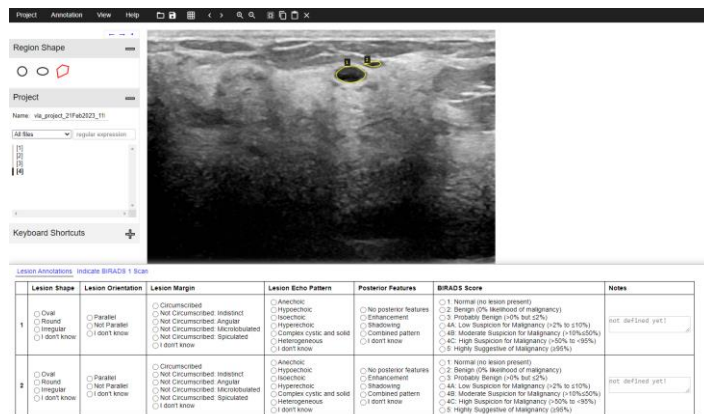 Project Annotation View Help
Region Shape
Project
Name: via_project_21Feb2023_11
All files regular expression
[1]
[2]
[3]
[4]
Keyboard Shortcuts
1 2
Lesion Annotations Indicate BIRADS 1 Scan
Lesion Shape Lesion Orientation Lesion Margin Lesion Echo Pattern Posterior Features BIRADS Score Notes
1
Oval
Round
Irregular
I don't know
Parallel
Not Parallel
I don't know
Circumscribed
Not Circumscribed: Indistinct
Not Circumscribed: Angular
Not Circumscribed: Microlobulated
Not Circumscribed: Spiculated
I don't know
Anechoic
Hypoechoic
Isoechoic
Hyperechoic
Complex cystic and solid
Heterogeneous
I don't know
No posterior features
Enhancement
Shadowing
Combined pattern
I don't know
1: Normal (no lesion present)
2: Benign (0% likelihood of malignancy)
3: Probably Benign (>0% but ≤2%)
4A: Low Suspicion for Malignancy (>2% to ≤10%)
4B: Moderate Suspicion for Malignancy (>10%≤50%)
4C: High Suspicion for Malignancy (>50% to <95%)
5: Highly Suggestive of Malignancy (≥95%)
not defined yet!
2
Oval
Round
Irregular
I don't know
Parallel
Not Parallel
I don't know
Circumscribed
Not Circumscribed: Indistinct
Not Circumscribed: Angular
Not Circumscribed: Microlobulated
Not Circumscribed: Spiculated
I don't know
Anechoic
Hypoechoic
Isoechoic
Hyperechoic
Complex cystic and solid
Heterogeneous
I don't know
No posterior features
Enhancement
Shadowing
Combined pattern
I don't know
1: Normal (no lesion present)
2: Benign (0% likelihood of malignancy)
3: Probably Benign (>0% but ≤2%)
4A: Low Suspicion for Malignancy (>2% to ≤10%)
4B: Moderate Suspicion for Malignancy (>10%≤50%)
4C: High Suspicion for Malignancy (>50% to <95%)
5: Highly Suggestive of Malignancy (≥95%)
not defined yet!